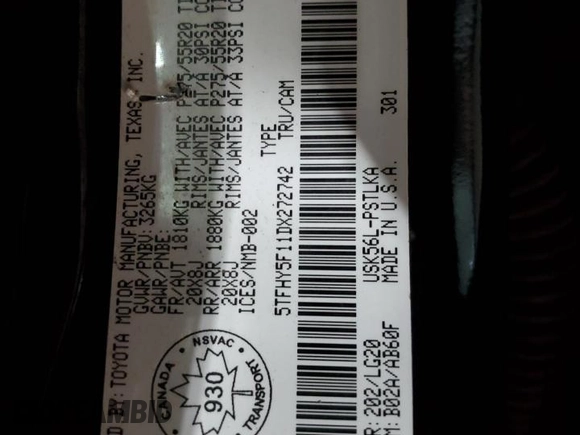 D BY: TOYOTA MOTOR MANUFACTURING, TEXAS, INC.
GVWR/PNBV: 3265KG
GAWR/PNBE:
FR/AVT 1810KG WITH/AVEC P275/55R20 TI
20X8J RIMS/JANTES AT/A 30PSI CO
RR/ARR 1880KG WITH/AVEC P275/55R20 TI
20X8J RIMS/JANTES AT/A 33PSI CO
ICES/NMB-002
TYPE
5TFHY5F11DX272742 TRU/CAM
CANADA NSVAC TRANSPORT
930
R: 202/LG20 USK56L-PSTLKA 301
M: B02A/AB60F MADE IN U.S.A.